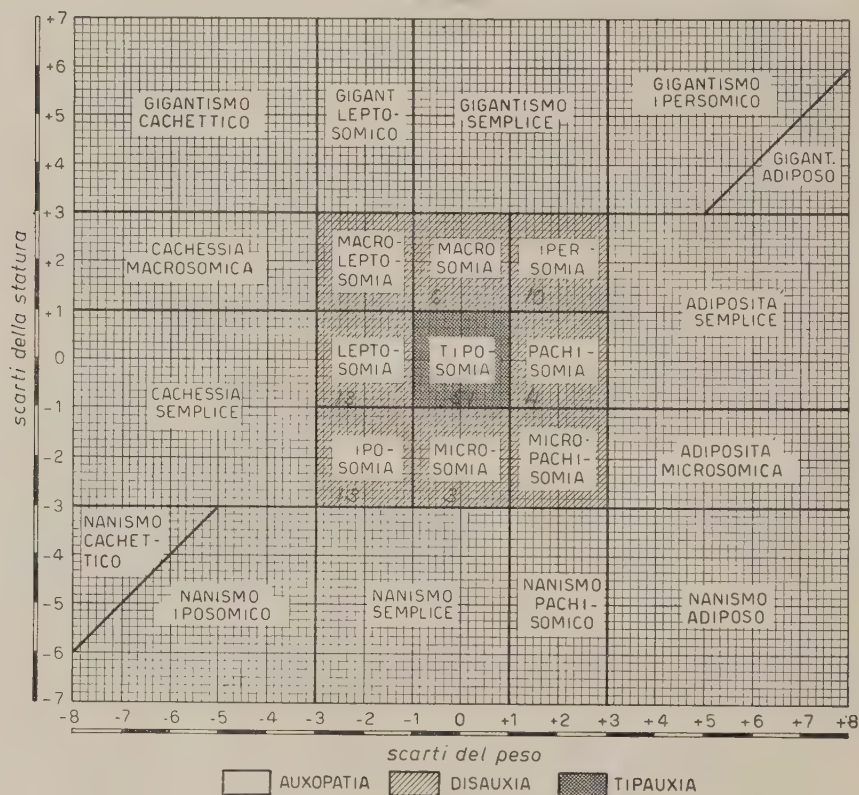 +7
+6
+5
+4
+3
+2
+1
0
-1
-2
-3
-4
-5
-6
-7
scarti della statura
GIGANTISMO
CACHETTICO
GIGANT
LEPTO-
SOMICO
GIGANTISMO
SEMPLICE
GIGANTISMO
IPERSOMICO
GIGANT.
ADIPOSO
CACHESSIA
MACROSOMICA
MACRO-
LEPTO-
SOMIA
MACRO
SOMIA
6
IPER-
SOMIA
10
ADIPOSITÀ
SEMPLICE
CACHESSIA
SEMPLICE
LEPTO-
SOMIA
TIPO-
SOMIA
PACHI-
SOMIA
4
IPO-
SOMIA
13
MICRO-
SOMIA
3
MICRO-
PACHI-
SOMIA
ADIPOSITÀ
MICROSOMICA
NANISMO
CACHET-
TICO
NANISMO
IPOSOMICO
NANISMO
SEMPLICE
NANISMO
PACHI-
SOMICO
NANISMO
ADIPOSO
-8 -7 -6 -5 -4 -3 -2 -1 0 +1 +2 +3 +4 +5 +6 +7 +8
scarti del peso
AUXOPATIA DISAUXIA TIPAUXIA